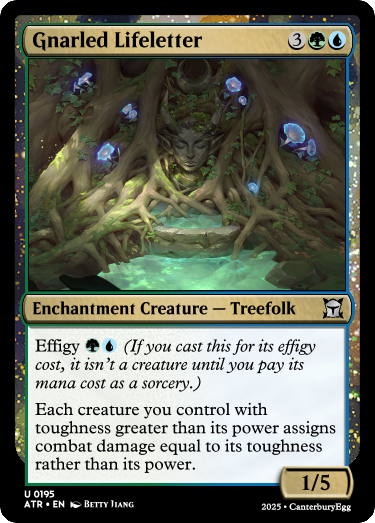 Gnarled Lifeletter 3
Enchantment Creature — Treefolk
Effigy (If you cast this for its effigy
cost, it isn't a creature until you pay its
mana cost as a sorcery.)
Each creature you control with
toughness greater than its power assigns
combat damage equal to its toughness
rather than its power.
1/5
U 0195
ATR • EN Betty Jiang
2025 • CanterburyEgg